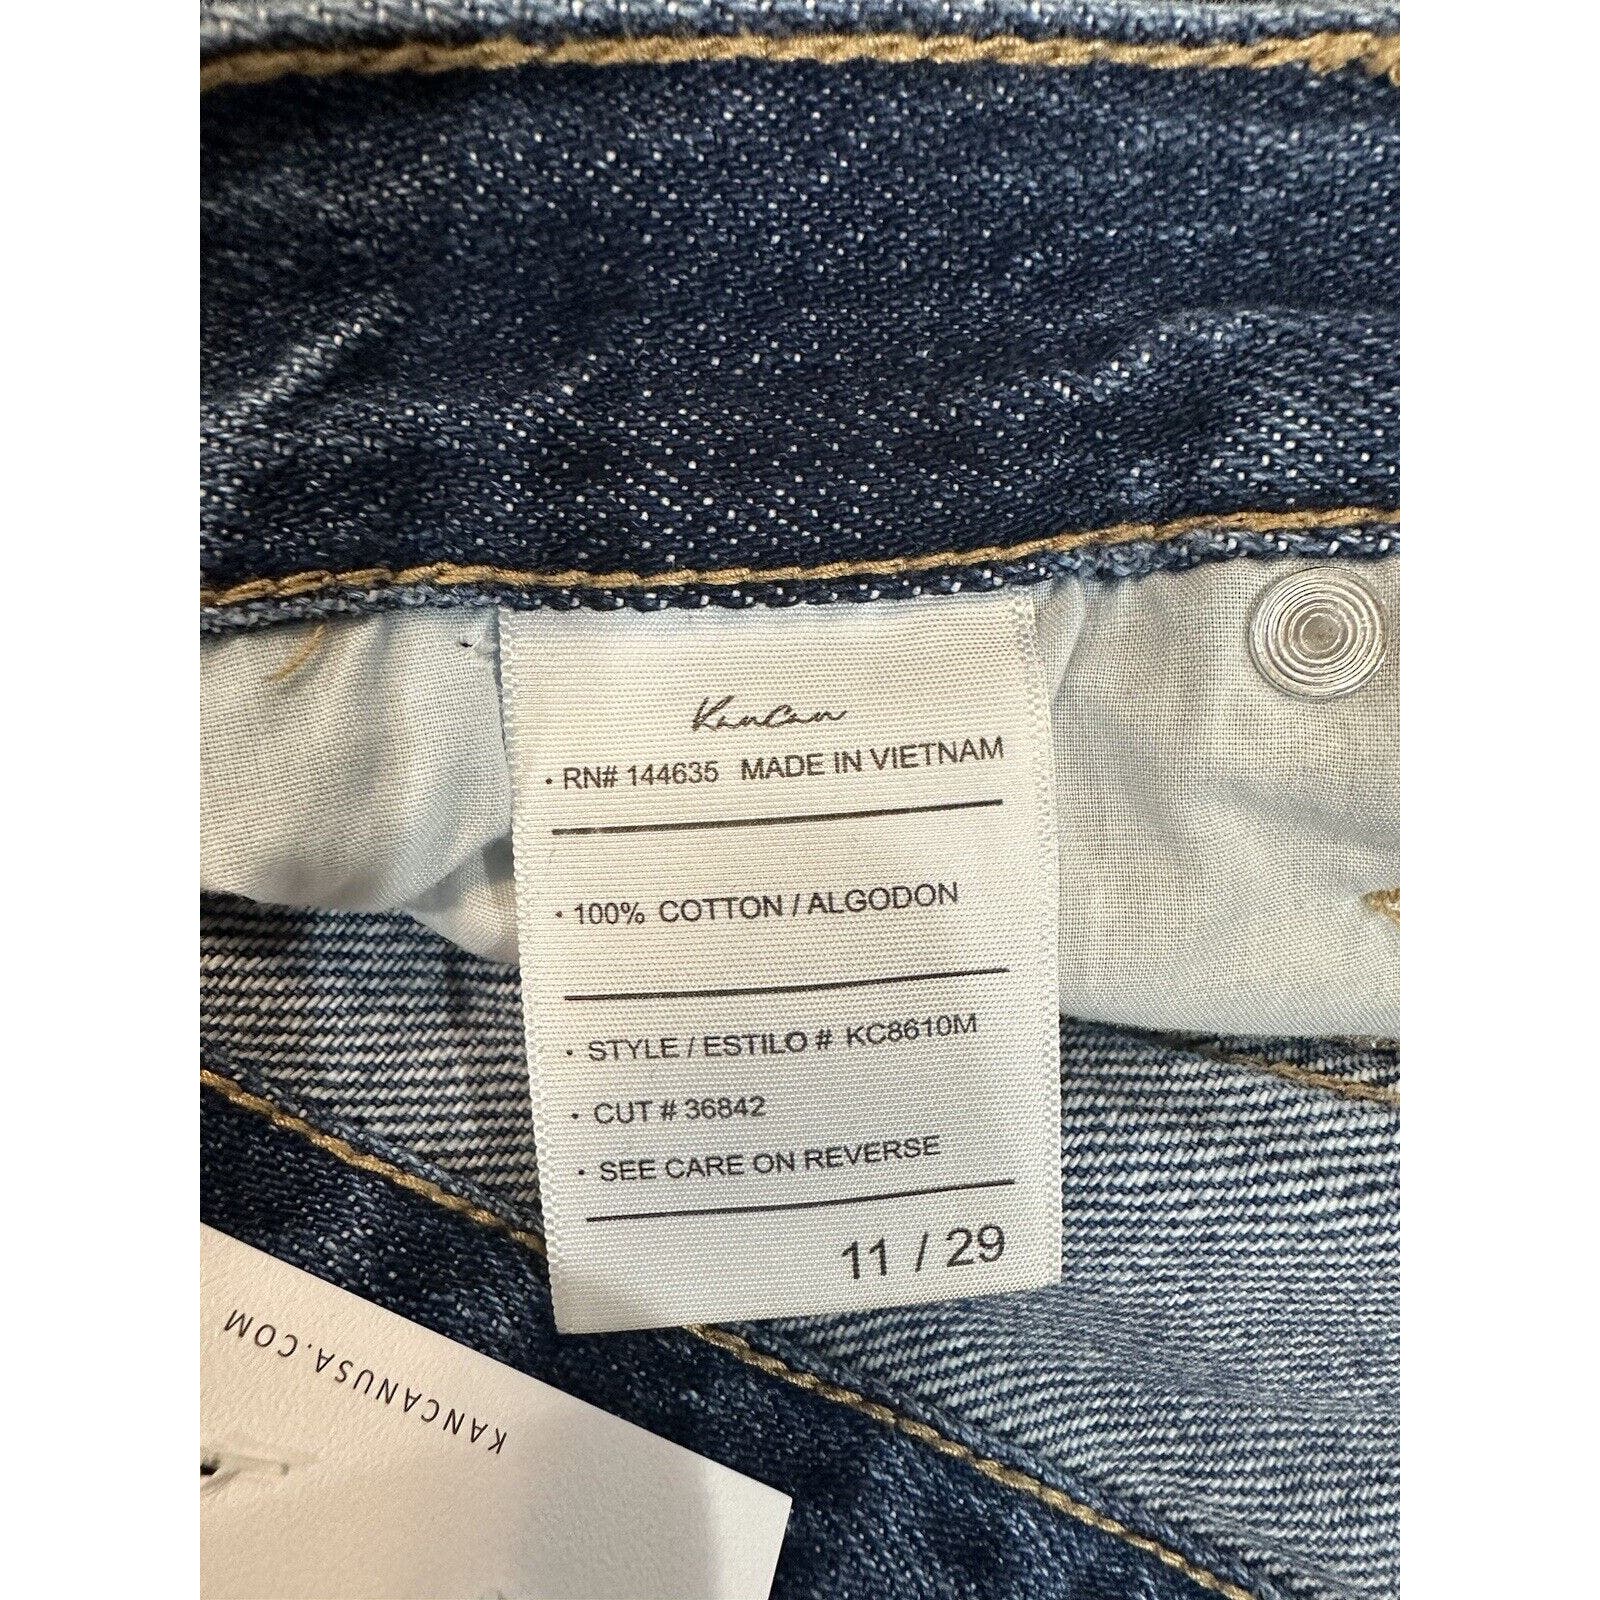 KanCan
• RN# 144635 MADE IN VIETNAM
• 100% COTTON / ALGODON
• STYLE / ESTILO # KC8610M
• CUT # 36842
• SEE CARE ON REVERSE
11 / 29
KANCANUSA.COM